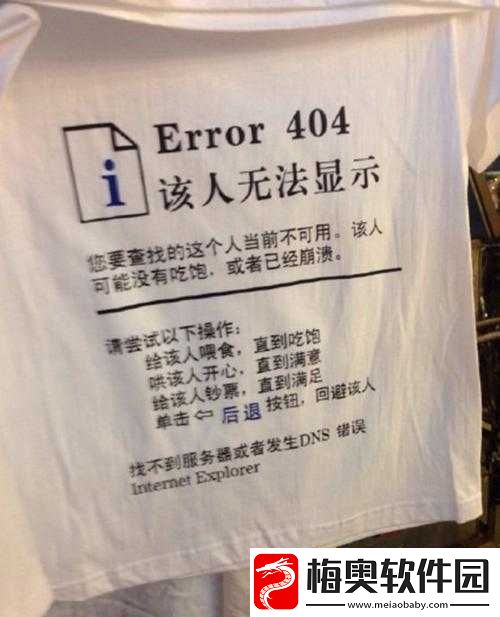 i
Error 404
该人无法显示
您要查找的这个人当前不可用。该人
可能没有吃饱，或者已经崩溃。
请尝试以下操作：
给该人喂食，直到吃饱
哄该人开心，直到满意
给该人钞票，直到满足
单击⇦ 后退 按钮，回避该人
找不到服务器或者发生DNS 错误
Internet Explorer
梅奥软件园
www.meiaobaby.com